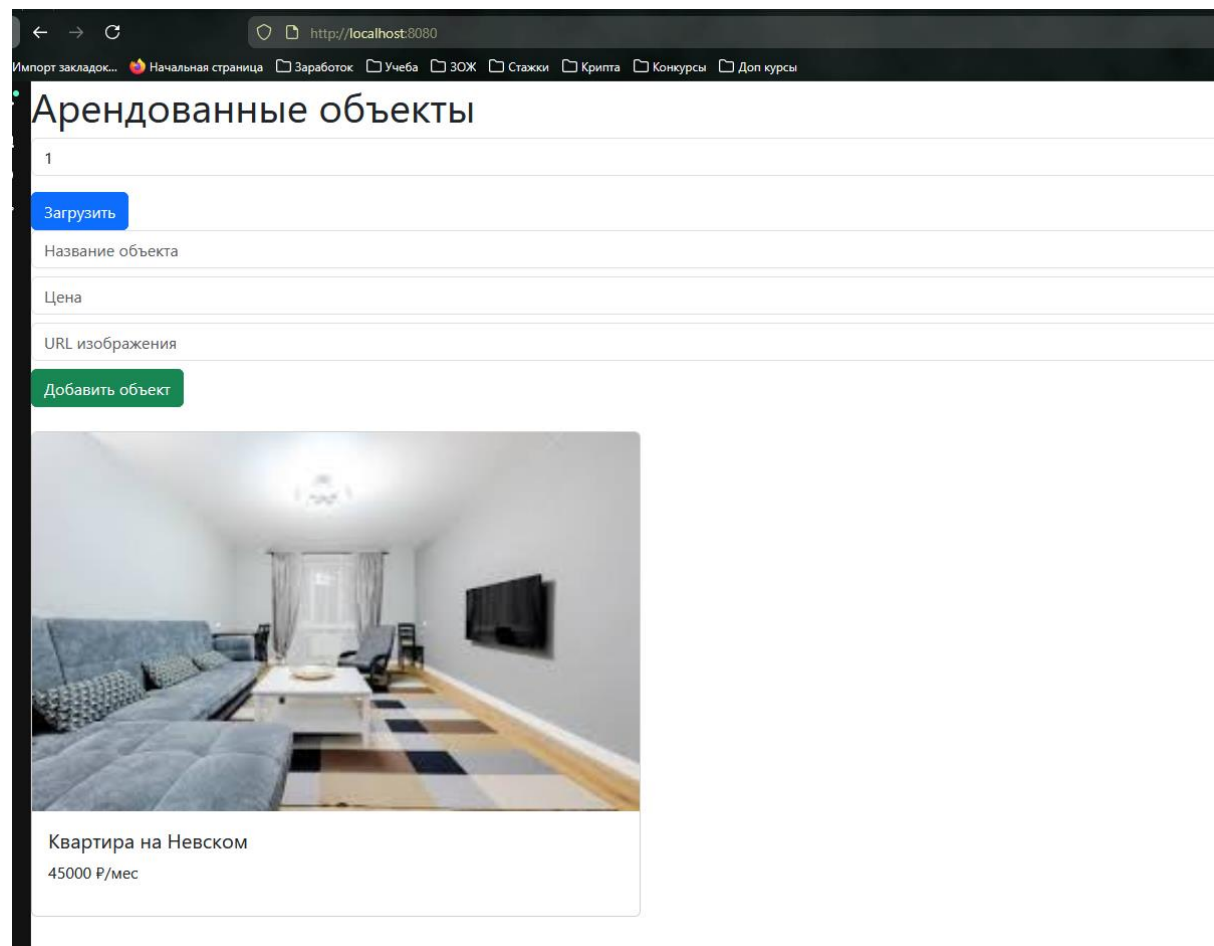 http://localhost:8080
Импорт закладок... Начальная страница Заработок Учеба ЗОЖ Стажки Крипта Конкурсы Доп курсы
Арендованные объекты
1
Загрузить
Название объекта
Цена
URL изображения
Добавить объект
Квартира на Невском
45000 ₽/мес